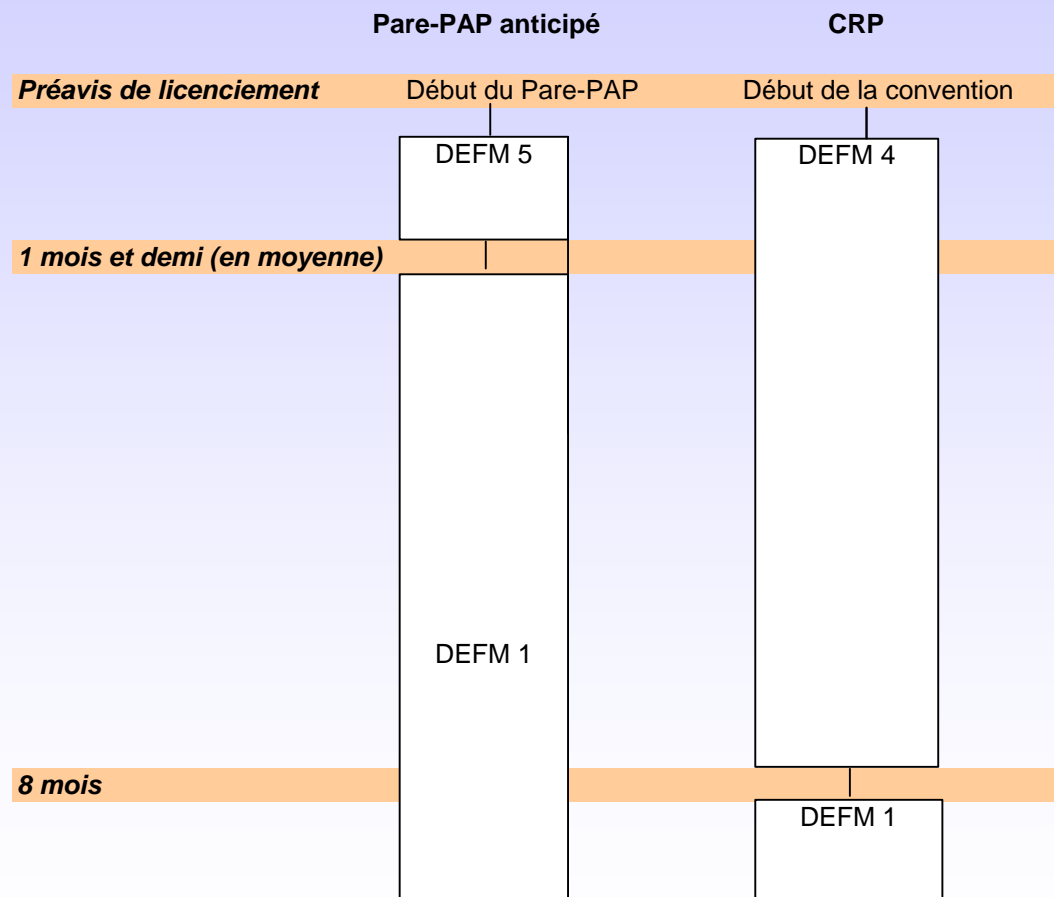 Pare-PAP anticipé CRP
Préavis de licenciement Début du Pare-PAP Début de la convention
DEFM 5 DEFM 4
1 mois et demi (en moyenne)
DEFM 1
8 mois
DEFM 1